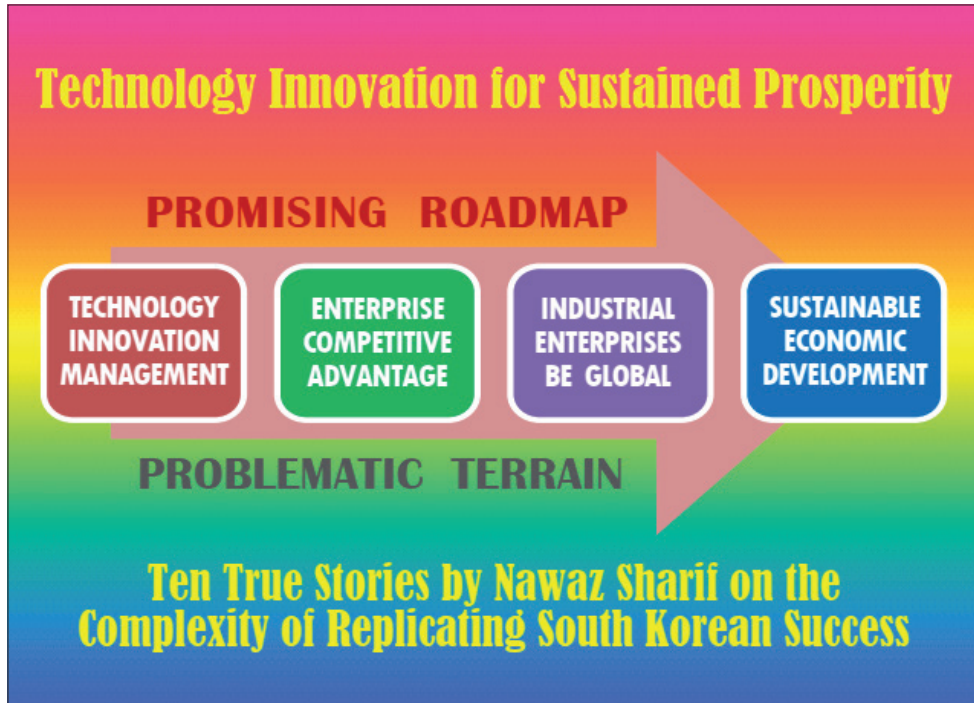 Technology Innovation for Sustained Prosperity
PROMISING ROADMAP
TECHNOLOGY
INNOVATION
MANAGEMENT
ENTERPRISE
COMPETITIVE
ADVANTAGE
INDUSTRIAL
ENTERPRISES
BE GLOBAL
SUSTAINABLE
ECONOMIC
DEVELOPMENT
PROBLEMATIC TERRAIN
Ten True Stories by Nawaz Sharif on the
Complexity of Replicating South Korean Success